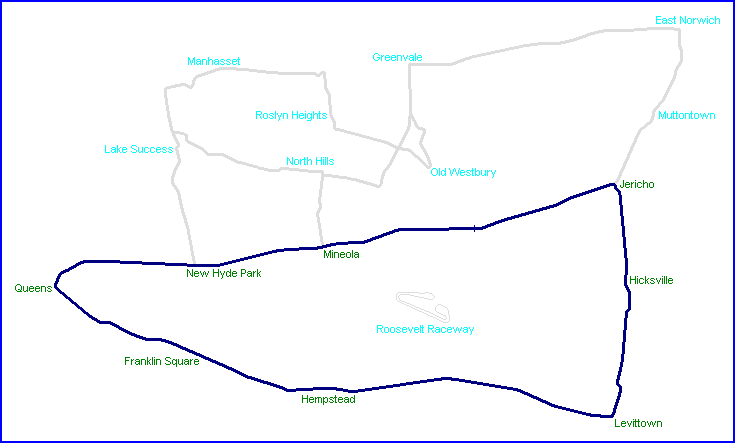 East Norwich
Greenvale
Manhasset
Roslyn Heights
Muttontown
Lake Success
North Hills
Old Westbury
Jericho
Mineola
New Hyde Park
Hicksville
Queens
Roosevelt Raceway
Franklin Square
Hempstead
Levittown